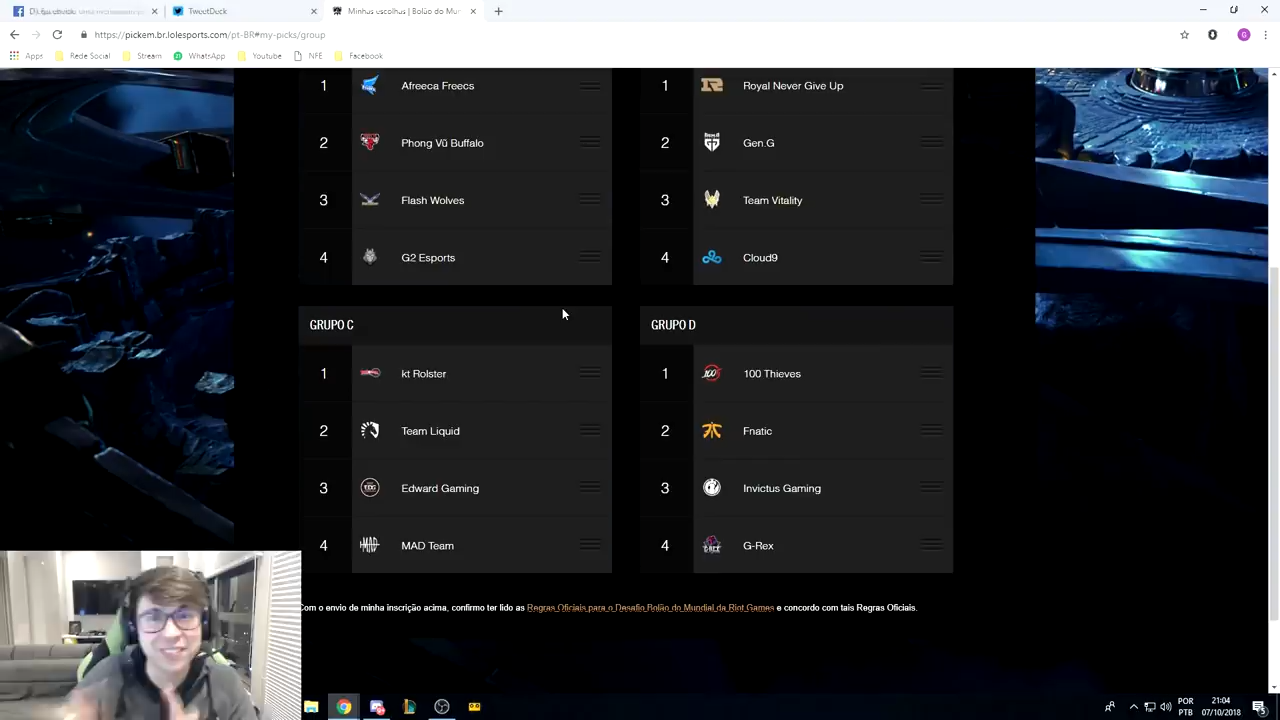 TweetDuck
Minhas escolhas | Bolão do Mun
https://pickem.br.lolesports.com/pt-BR#my-picks/group
G
Apps
Rede Social
Stream
WhatsApp
Youtube
NFE
Facebook
1 Afreeca Freecs
2 Phong Vũ Buffalo
3 Flash Wolves
4 G2 Esports
1 Royal Never Give Up
2 Gen.G
3 Team Vitality
4 Cloud9
GRUPO C
1 kt Rolster
2 Team Liquid
3 Edward Gaming
4 MAD Team
GRUPO D
1 100 Thieves
2 Fnatic
3 Invictus Gaming
4 G-Rex
Com o envio de minha inscrição acima, confirmo ter lido as Regras Oficiais para o Desafio Bolão do Mundial da Riot Games e concordo com tais Regras Oficiais.
POR
PTB
21:04
07/10/2018